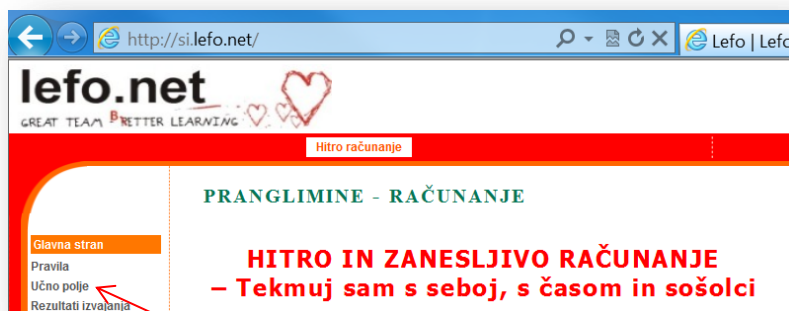 http://si.lefo.net/
Lefo | Lefo
lefo.net
GREAT TEAM BRETTER LEARNING
Hitro računanje
PRANGLIMINE - RAČUNANJE
Glavna stran
Pravila
Učno polje
Rezultati izvajanja
HITRO IN ZANESLJIVO RAČUNANJE
– Tekmuj sam s seboj, s časom in sošolci